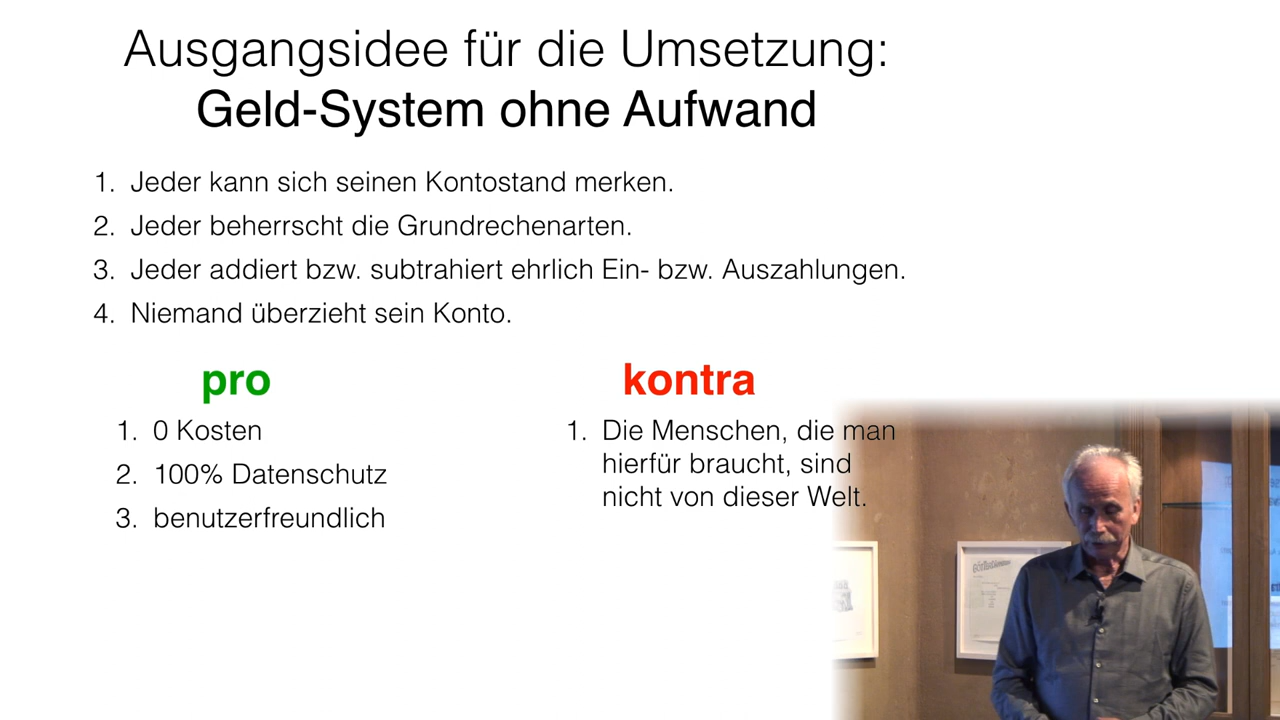 Ausgangsidee für die Umsetzung:
Geld-System ohne Aufwand
1. Jeder kann sich seinen Kontostand merken.
2. Jeder beherrscht die Grundrechenarten.
3. Jeder addiert bzw. subtrahiert ehrlich Ein- bzw. Auszahlungen.
4. Niemand überzieht sein Konto.
pro
1. 0 Kosten
2. 100% Datenschutz
3. benutzerfreundlich
kontra
1. Die Menschen, die man
hierfür braucht, sind
nicht von dieser Welt.